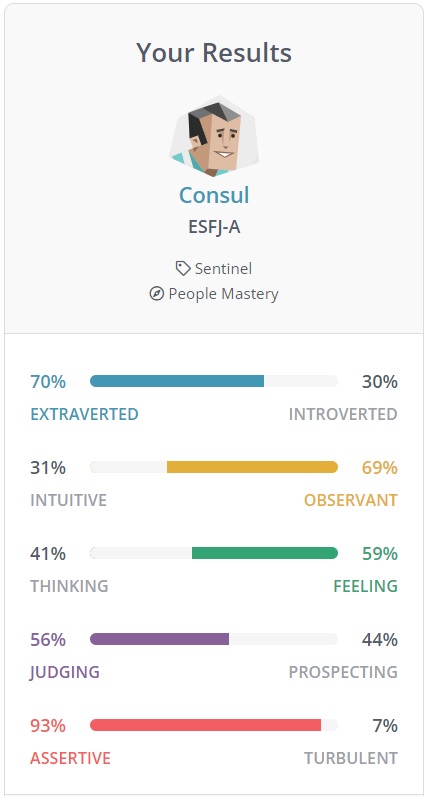 Your Results
Consul
ESFJ-A
Sentinel
People Mastery
70% 30%
EXTRAVERTED INTROVERTED
31% 69%
INTUITIVE OBSERVANT
41% 59%
THINKING FEELING
56% 44%
JUDGING PROSPECTING
93% 7%
ASSERTIVE TURBULENT